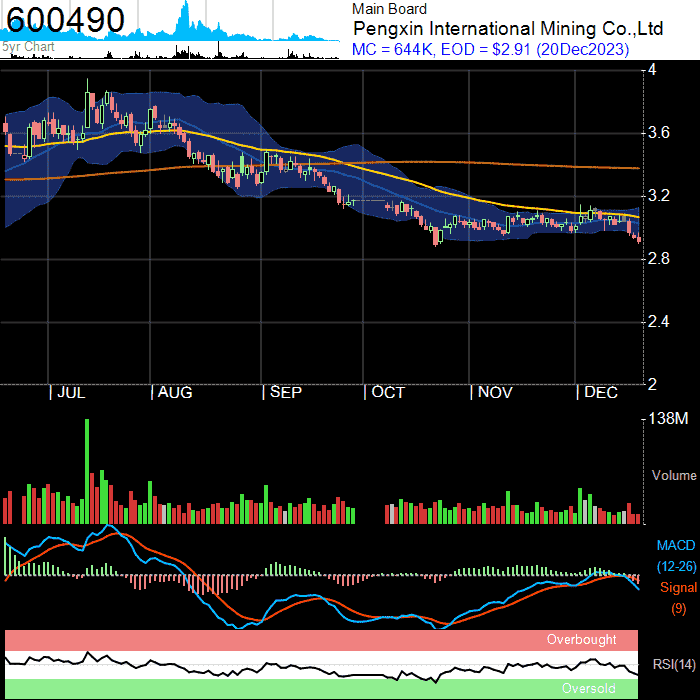 600490
5yr Chart
Main Board
Pengxin International Mining Co.,Ltd
MC = 644K, EOD = $2.91 (20Dec2023)
4
3.6
3.2
2.8
2.4
2
| JUL | AUG | SEP | OCT | NOV | DEC
138M
Volume
MACD
(12-26)
Signal
(9)
Overbought
RSI(14)
Oversold